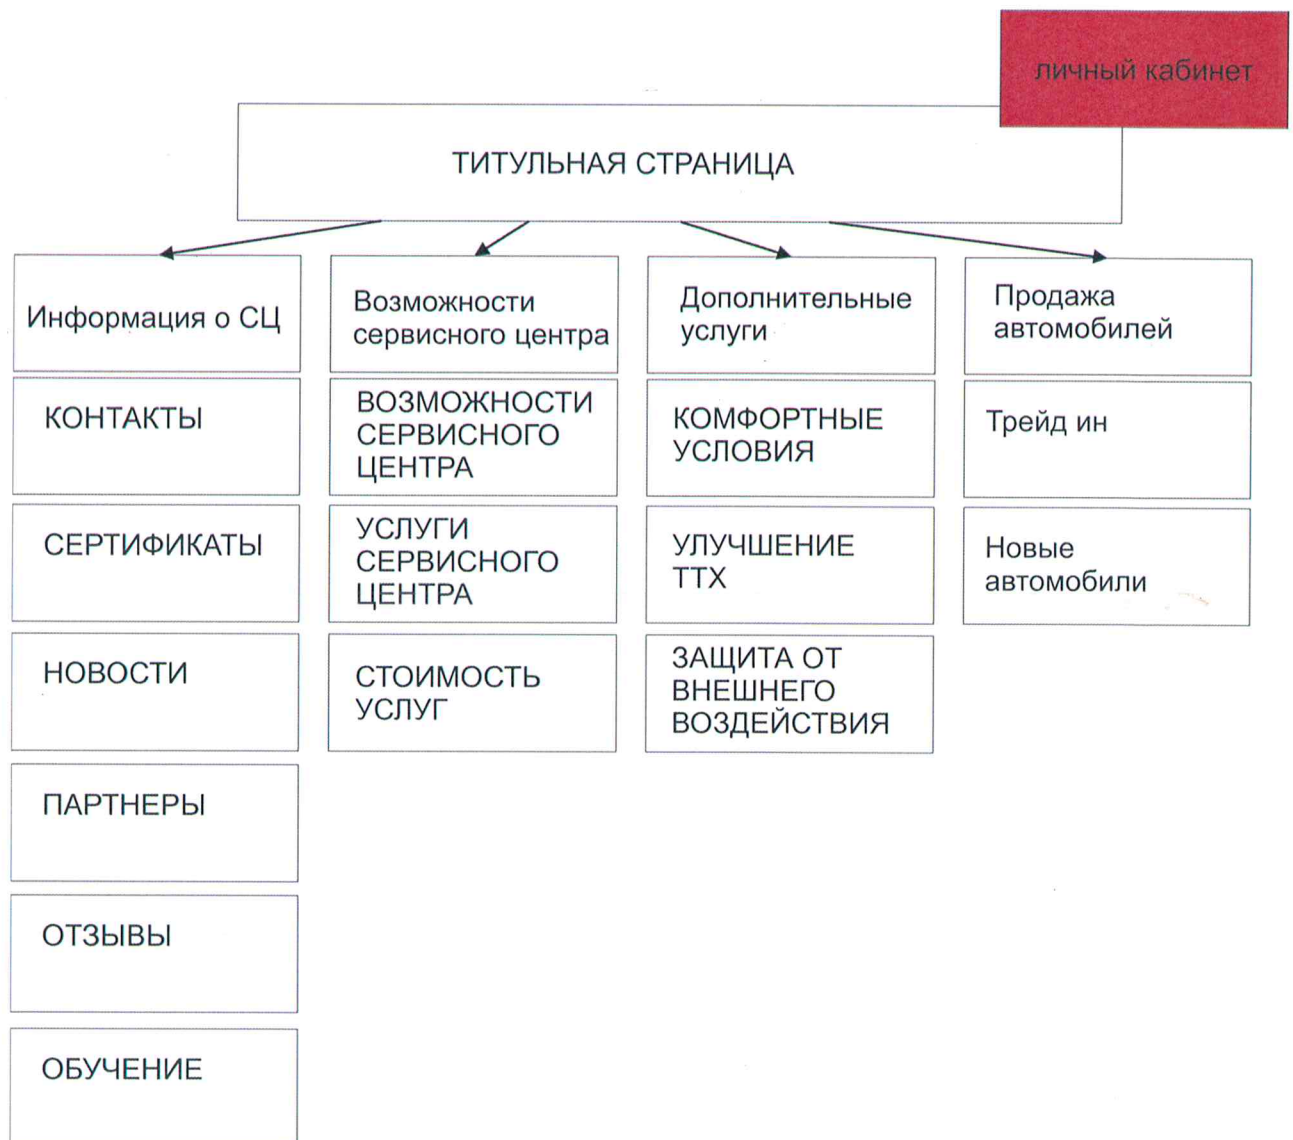 личный кабинет
ТИТУЛЬНАЯ СТРАНИЦА
Информация о СЦ
КОНТАКТЫ
СЕРТИФИКАТЫ
НОВОСТИ
ПАРТНЕРЫ
ОТЗЫВЫ
ОБУЧЕНИЕ
Возможности
сервисного центра
ВОЗМОЖНОСТИ
СЕРВИСНОГО
ЦЕНТРА
УСЛУГИ
СЕРВИСНОГО
ЦЕНТРА
СТОИМОСТЬ
УСЛУГ
Дополнительные
услуги
КОМФОРТНЫЕ
УСЛОВИЯ
УЛУЧШЕНИЕ
ТТХ
ЗАЩИТА ОТ
ВНЕШНЕГО
ВОЗДЕЙСТВИЯ
Продажа
автомобилей
Трейд ин
Новые
автомобили